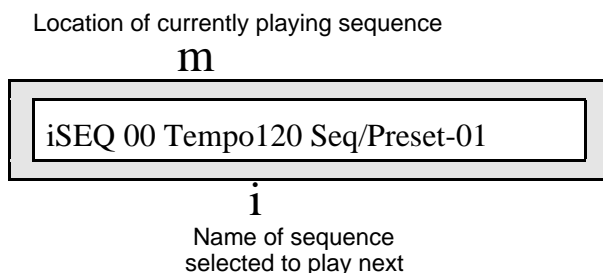 Location of currently playing sequence
m
iSEQ 00 Tempo120 Seq/Preset-01
i
Name of sequence
selected to play next